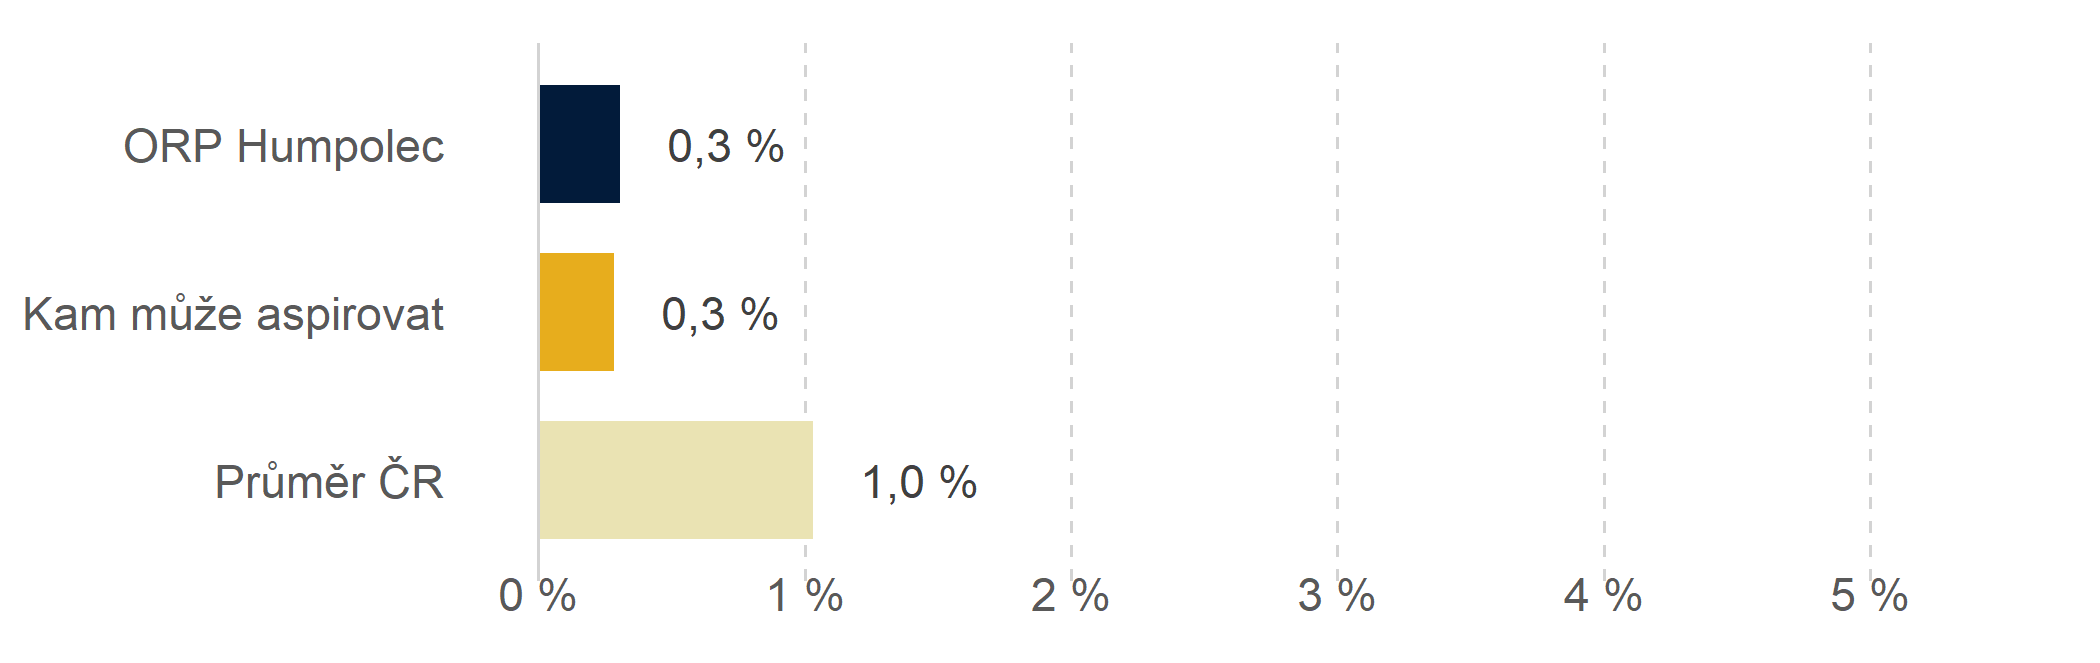 ORP Humpolec
0,3 %
Kam může aspirovat
0,3 %
Průměr ČR
1,0 %
0 % 1 % 2 % 3 % 4 % 5 %